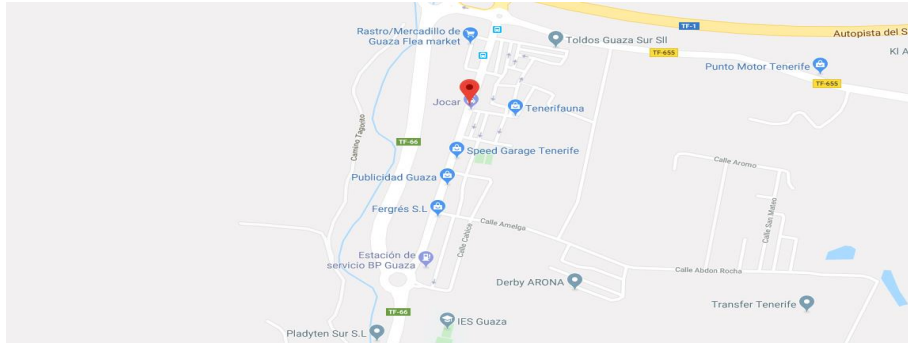 TF-1
Rastro/Mercadillo de
Guaza Flea market
Toldos Guaza Sur Sll
Autopista del S
TF-655
KI A
Punto Motor Tenerife
TF-655
Jocar
Tenerifauna
Camino Tagorito
TF-66
Speed Garage Tenerife
Calle Aromo
Publicidad Guaza
Fergrés S.L
Calle San Mateo
Calle Amelga
Calle Cahíce
Estación de
servicio BP Guaza
Calle Abdon Rocha
Derby ARONA
Transfer Tenerife
TF-66
IES Guaza
Pladyten Sur S.L